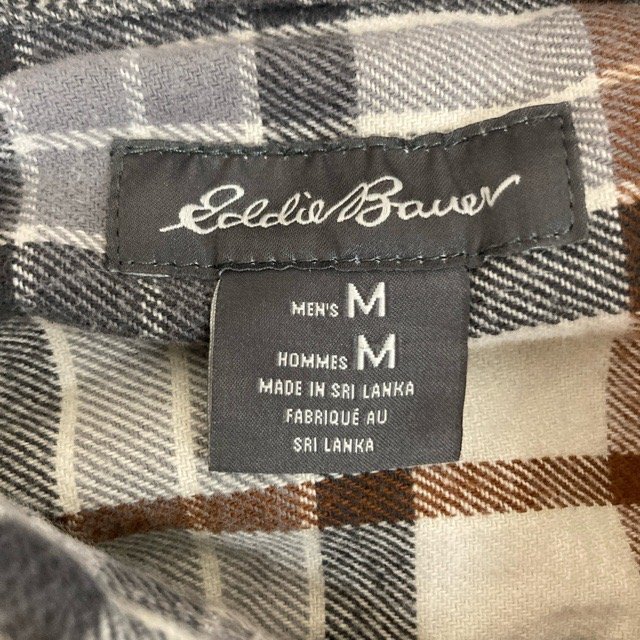 Eddie Bauer
MEN'S M
HOMMES M
MADE IN SRI LANKA
FABRIQUÉ AU
SRI LANKA